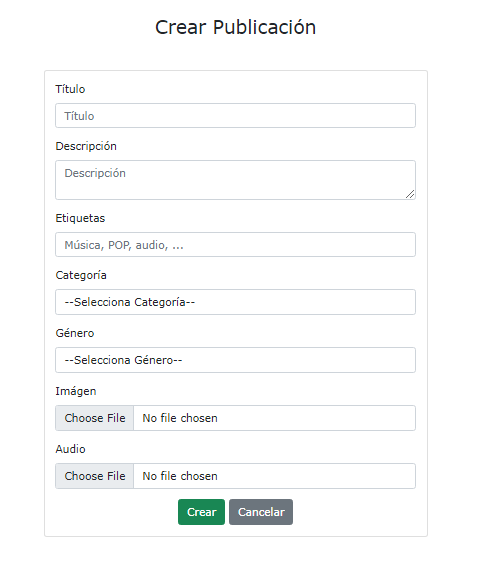 Crear Publicación
Título
Título
Descripción
Descripción
Etiquetas
Música, POP, audio, ...
Categoría
--Selecciona Categoría--
Género
--Selecciona Género--
Imágen
Choose File No file chosen
Audio
Choose File No file chosen
Crear Cancelar